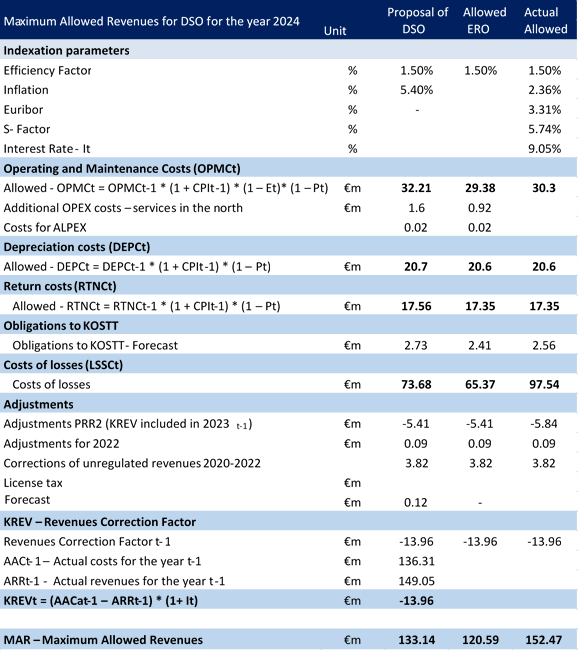 Maximum Allowed Revenues for DSO for the year 2024 Unit Proposal of DSO Allowed ERO Actual Allowed
Indexation parameters
Efficiency Factor % 1.50% 1.50% 1.50%
Inflation % 5.40% 2.36%
Euribor % - 3.31%
S- Factor % 5.74%
Interest Rate - It % 9.05%
Operating and Maintenance Costs (OPMCt)
Allowed - OPMCt = OPMCt-1 * (1 + CPIt-1) * (1 – Et)* (1 – Pt) €m 32.21 29.38 30.3
Additional OPEX costs – services in the north €m 1.6 0.92
Costs for ALPEX 0.02 0.02
Depreciation costs (DEPCt)
Allowed - DEPCt = DEPCt-1 * (1 + CPIt-1) * (1 – Pt) €m 20.7 20.6 20.6
Return costs (RTNCt)
Allowed - RTNCt = RTNCt-1 * (1 + CPIt-1) * (1 – Pt) €m 17.56 17.35 17.35
Obligations to KOSTT
Obligations to KOSTT - Forecast €m 2.73 2.41 2.56
Costs of losses (LSSCt)
Costs of losses €m 73.68 65.37 97.54
Adjustments
Adjustments PRR2 (KREV included in 2023 t-1) €m -5.41 -5.41 -5.84
Adjustments for 2022 €m 0.09 0.09 0.09
Corrections of unregulated revenues 2020-2022 3.82 3.82 3.82
License tax €m
Forecast €m 0.12 -
KREV – Revenues Correction Factor
Revenues Correction Factor t-1 €m -13.96 -13.96 -13.96
AACt-1 – Actual costs for the year t-1 €m 136.31
ARRt-1 - Actual revenues for the year t-1 €m 149.05
KREVt = (AACat-1 – ARRt-1) * (1+ It) €m -13.96
MAR – Maximum Allowed Revenues €m 133.14 120.59 152.47